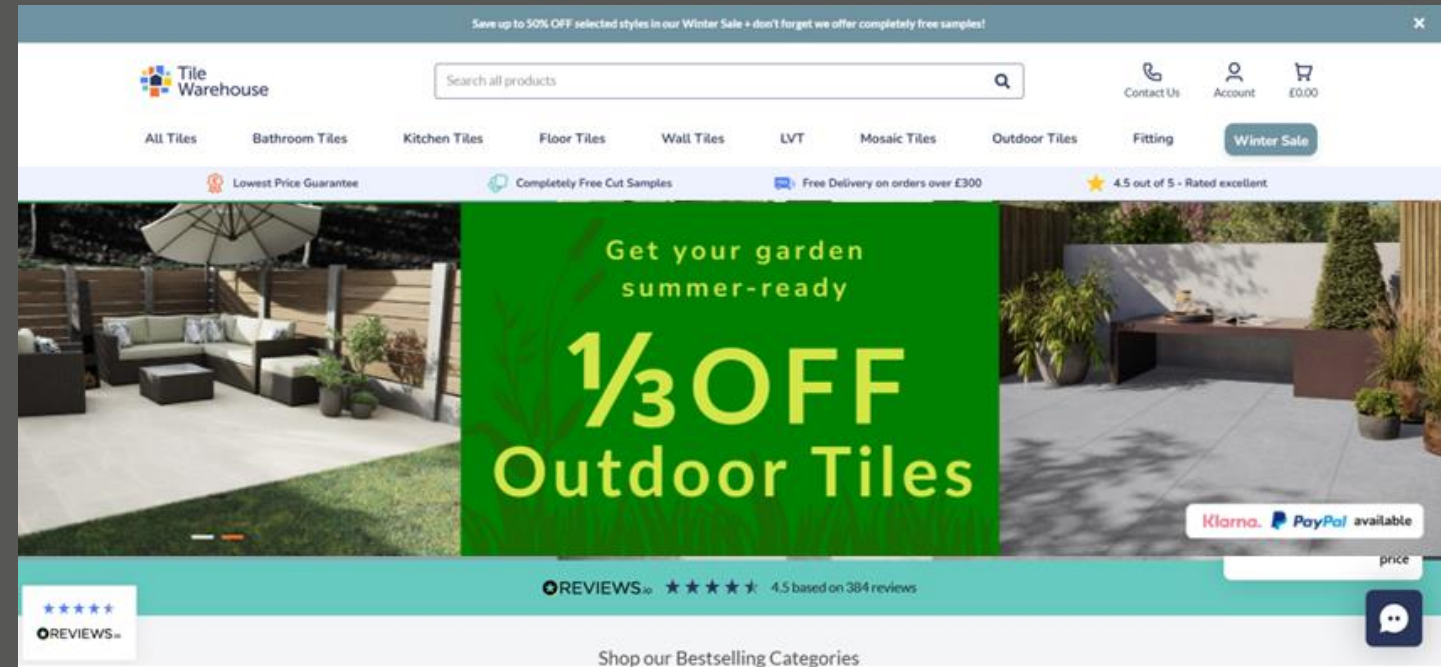 Save up to 50% OFF selected styles in our Winter Sale + don't forget we offer completely free samples!
Tile
Warehouse
Search all products
Contact Us
Account
£0.00
All Tiles
Bathroom Tiles
Kitchen Tiles
Floor Tiles
Wall Tiles
LVT
Mosaic Tiles
Outdoor Tiles
Fitting
Winter Sale
Lowest Price Guarantee
Completely Free Cut Samples
Free Delivery on orders over £300
4.5 out of 5 - Rated excellent
Get your garden
summer-ready
⅓ OFF
Outdoor Tiles
Klarna. PayPal available
price
REVIEWS.io 4.5 based on 384 reviews
REVIEWS.io
Shop our Bestselling Categories